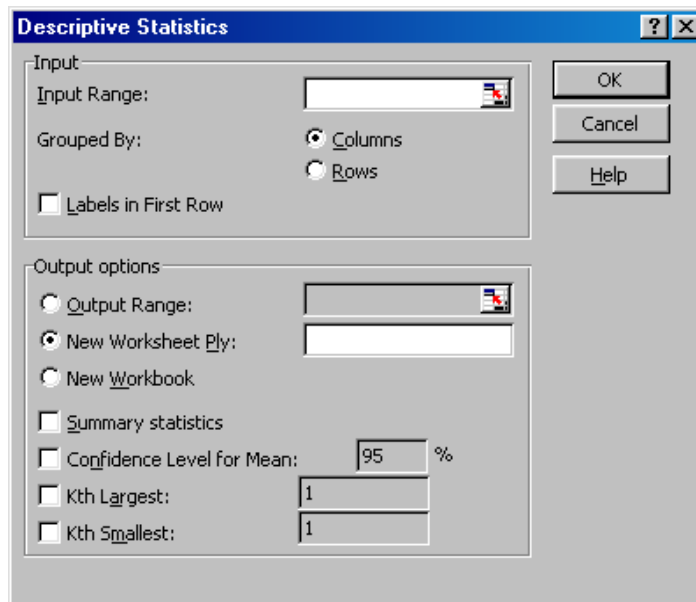 Descriptive Statistics
Input
Input Range:
Grouped By:
Columns
Rows
Labels in First Row
OK
Cancel
Help
Output options
Output Range:
New Worksheet Ply:
New Workbook
Summary statistics
Confidence Level for Mean: 95 %
Kth Largest: 1
Kth Smallest: 1